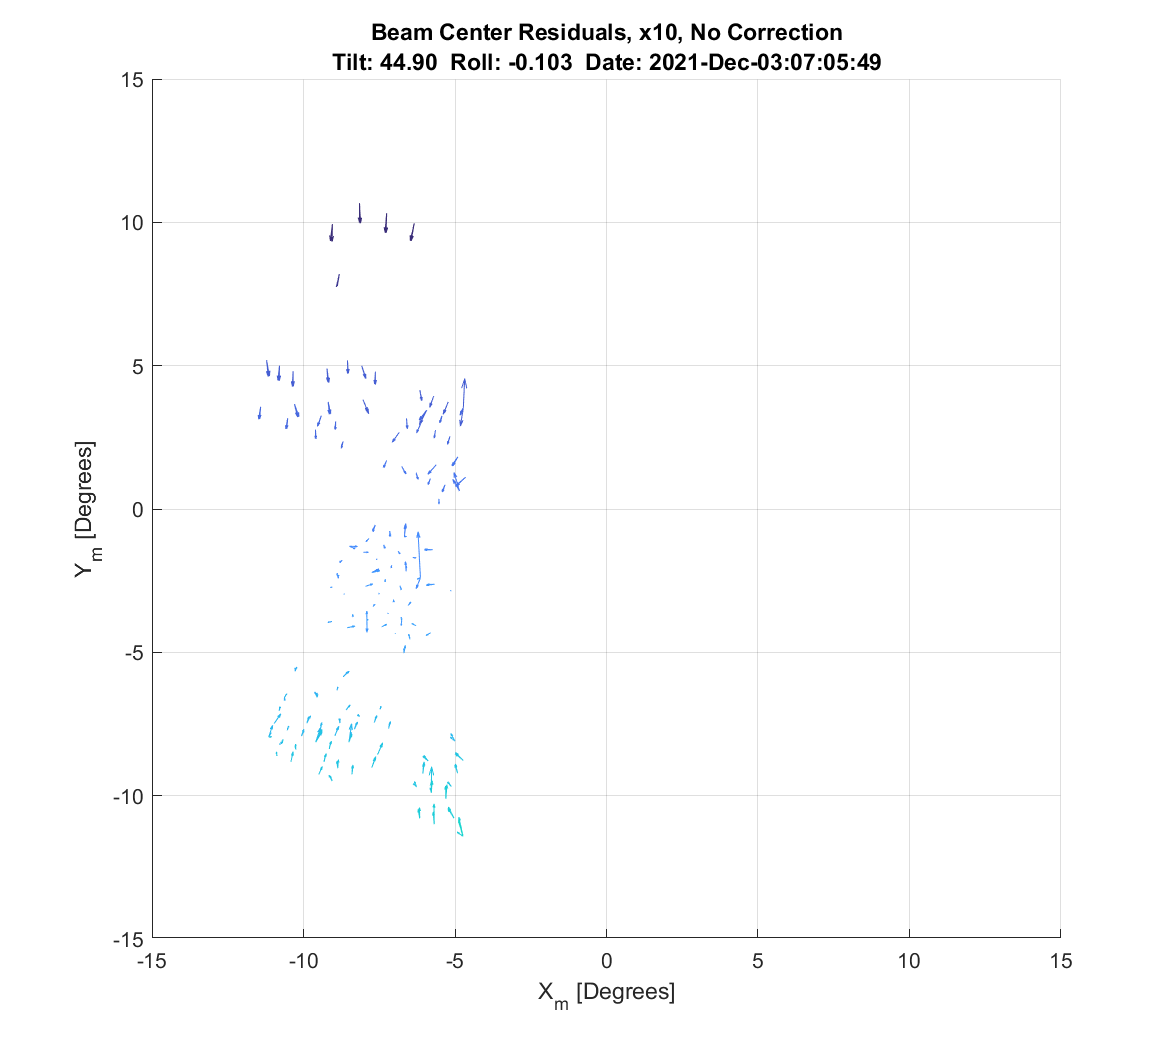 Beam Center Residuals, x10, No Correction
Tilt: 44.90 Roll: -0.103 Date: 2021-Dec-03:07:05:49
15
10
5
0
-5
-10
-15
Y_m [Degrees]
-15 -10 -5 0 5 10 15
X_m [Degrees]